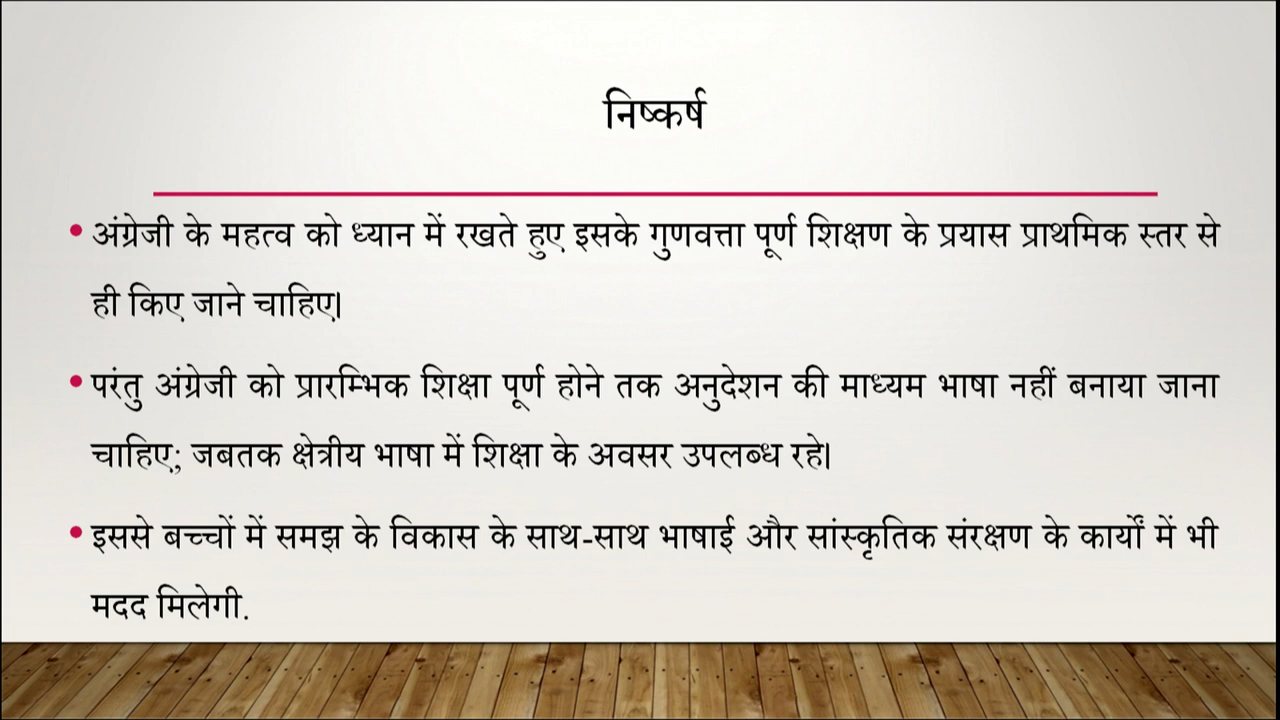 निष्कर्ष
• अंग्रेजी के महत्व को ध्यान में रखते हुए इसके गुणवत्ता पूर्ण शिक्षण के प्रयास प्राथमिक स्तर से
ही किए जाने चाहिए।
• परंतु अंग्रेजी को प्रारम्भिक शिक्षा पूर्ण होने तक अनुदेशन की माध्यम भाषा नहीं बनाया जाना
चाहिए; जबतक क्षेत्रीय भाषा में शिक्षा के अवसर उपलब्ध रहे।
• इससे बच्चों में समझ के विकास के साथ-साथ भाषाई और सांस्कृतिक संरक्षण के कार्यों में भी
मदद मिलेगी.